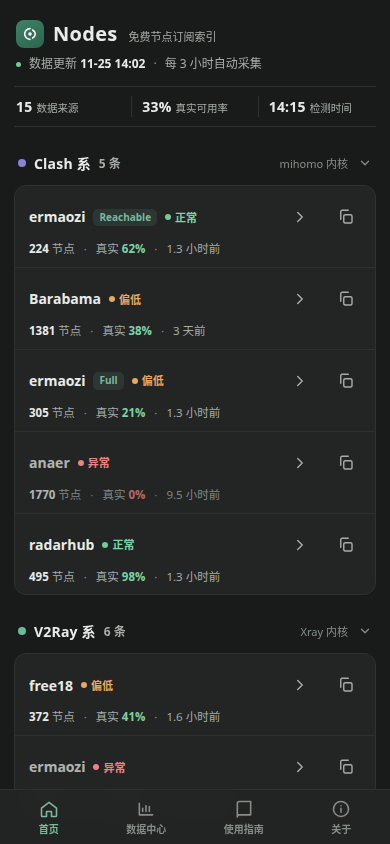 Nodes 免费节点订阅索引
数据更新 11-25 14:02 · 每 3 小时自动采集
15 数据来源 33% 真实可用率 14:15 检测时间
Clash 系 5 条 mihomo 内核
ermaozi Reachable 正常
224 节点 · 真实 62% · 1.3 小时前
Barabama 偏低
1381 节点 · 真实 38% · 3 天前
ermaozi Full 偏低
305 节点 · 真实 21% · 1.3 小时前
anaer 异常
1770 节点 · 真实 0% · 9.5 小时前
radarhub 正常
495 节点 · 真实 98% · 1.3 小时前
V2Ray 系 6 条 Xray 内核
free18 偏低
372 节点 · 真实 41% · 1.6 小时前
ermaozi 异常
首页 数据中心 使用指南 关于